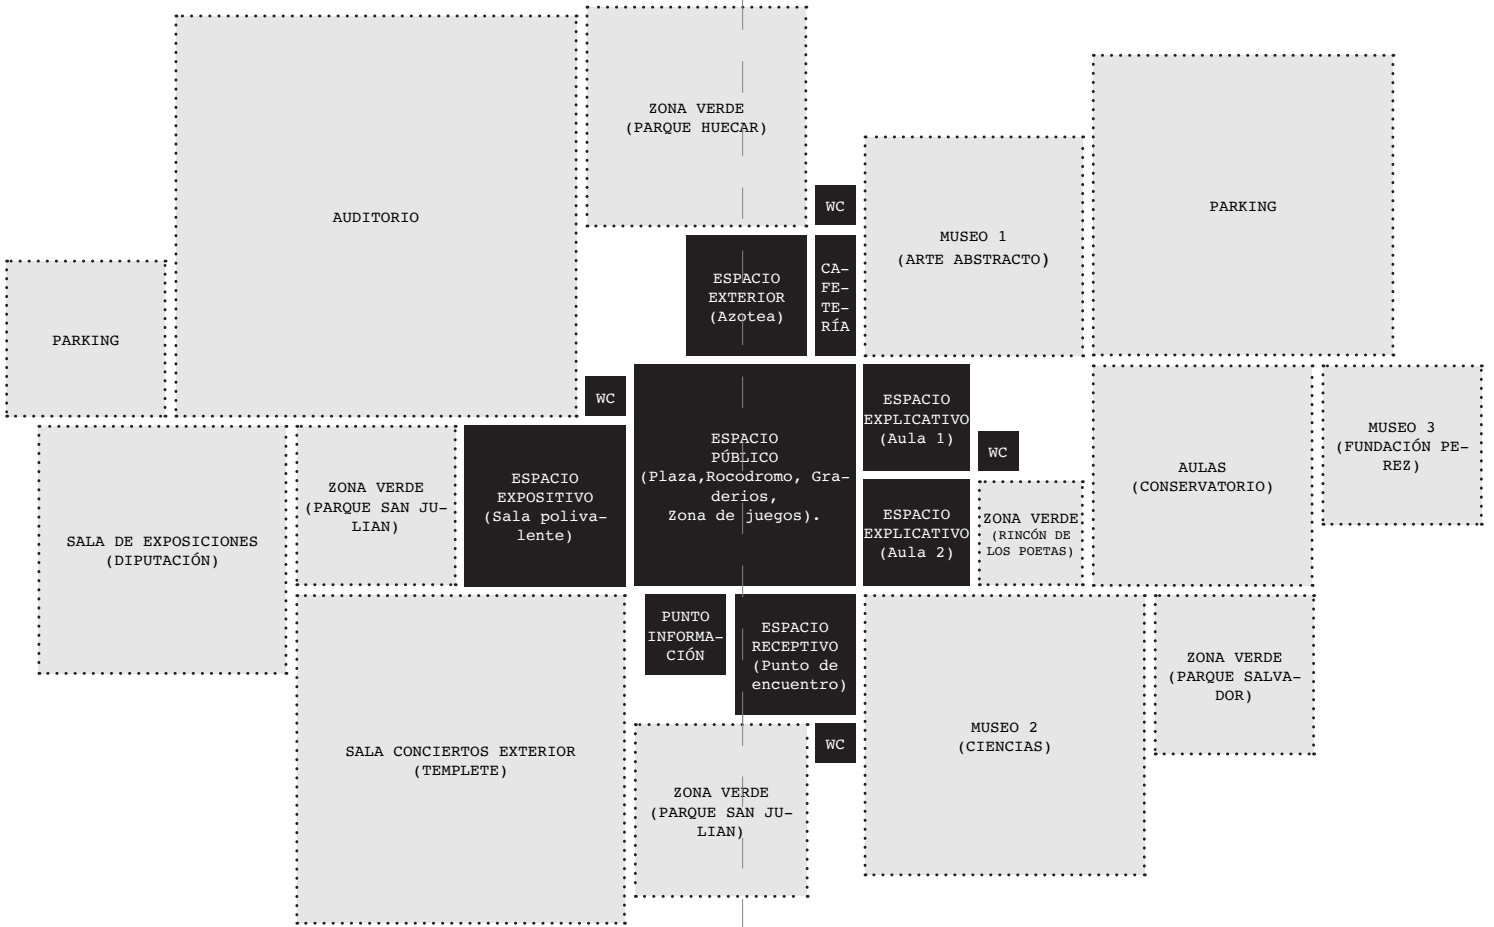 ZONA VERDE
(PARQUE HUECAR)
AUDITORIO
WC
PARKING
MUSEO 1
(ARTE ABSTRACTO)
ESPACIO
EXTERIOR
(Azotea)
CA-
FE-
TE-
RÍA
PARKING
WC
ESPACIO
EXPLICATIVO
(Aula 1)
ESPACIO
PÚBLICO
(Plaza,Rocodromo, Gra-
derios,
Zona de juegos).
WC
MUSEO 3
(FUNDACIÓN PE-
REZ)
AULAS
(CONSERVATORIO)
ZONA VERDE
(PARQUE SAN JU-
LIAN)
ESPACIO
EXPOSITIVO
(Sala poliva-
lente)
ESPACIO
EXPLICATIVO
(Aula 2)
ZONA VERDE
(RINCÓN DE
LOS POETAS)
SALA DE EXPOSICIONES
(DIPUTACIÓN)
PUNTO
INFORMA-
CIÓN
ESPACIO
RECEPTIVO
(Punto de
encuentro)
ZONA VERDE
(PARQUE SALVA-
DOR)
MUSEO 2
(CIENCIAS)
WC
SALA CONCIERTOS EXTERIOR
(TEMPLETE)
ZONA VERDE
(PARQUE SAN JU-
LIAN)